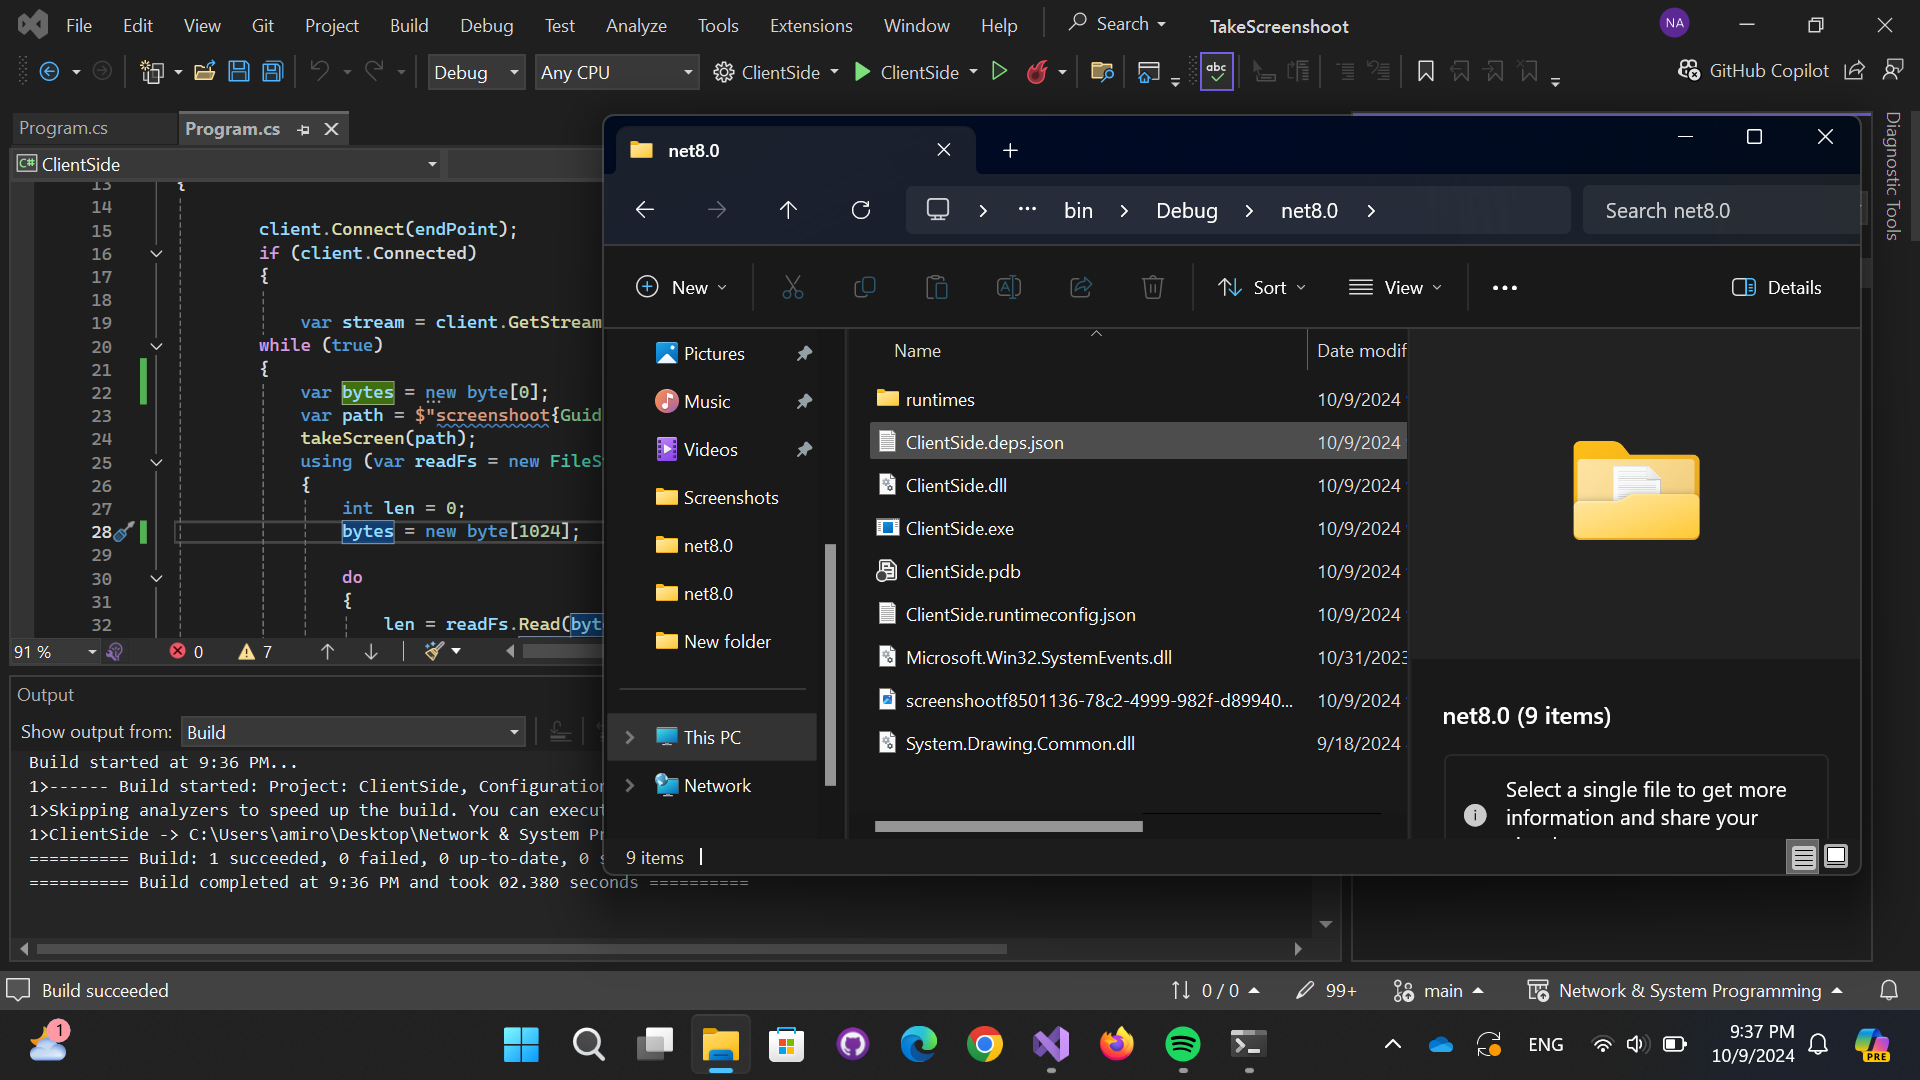 File Edit View Git Project Build Debug Test Analyze Tools Extensions Window Help Search TakeScreenshoot NA
Debug Any CPU ClientSide ClientSide abc GitHub Copilot
Program.cs Program.cs
C# ClientSide
13 {
14
15 client.Connect(endPoint);
16 if (client.Connected)
17 {
18
19 var stream = client.GetStream
20 while (true)
21 {
22 var bytes = new byte[0];
23 var path = $"screenshoot{Guid
24 takeScreen(path);
25 using (var readFs = new FileS
26 {
27 int len = 0;
28 bytes = new byte[1024];
29
30 do
31 {
32 len = readFs.Read(byt
91 % 0 7
Output
Show output from: Build
Build started at 9:36 PM...
1>------ Build started: Project: ClientSide, Configuration
1>Skipping analyzers to speed up the build. You can execut
1>ClientSide -> C:\Users\amiro\Desktop\Network & System Pr
========== Build: 1 succeeded, 0 failed, 0 up-to-date, 0 s
========== Build completed at 9:36 PM and took 02.380 seconds ==========
net8.0
bin Debug net8.0 Search net8.0
New Sort View Details
Pictures
Music
Videos
Screenshots
net8.0
net8.0
New folder
This PC
Network
Name Date modif
runtimes 10/9/2024
ClientSide.deps.json 10/9/2024
ClientSide.dll 10/9/2024
ClientSide.exe 10/9/2024
ClientSide.pdb 10/9/2024
ClientSide.runtimeconfig.json 10/9/2024
Microsoft.Win32.SystemEvents.dll 10/31/2023
screenshootf8501136-78c2-4999-982f-d89940... 10/9/2024
System.Drawing.Common.dll 9/18/2024
net8.0 (9 items)
Select a single file to get more
information and share your
9 items
Diagnostic Tools
Build succeeded 0 / 0 99+ main Network & System Programming
1 ENG 9:37 PM
10/9/2024 PRE